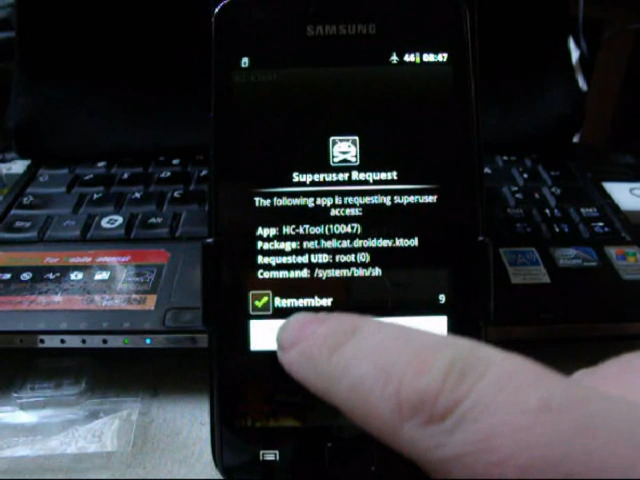 SAMSUNG
46 08:47
Superuser Request
The following app is requesting superuser
access:
App: HC-kTool (10047)
Package: net.hellcat.droiddev.ktool
Requested UID: root (0)
Command: /system/bin/sh
Remember 9